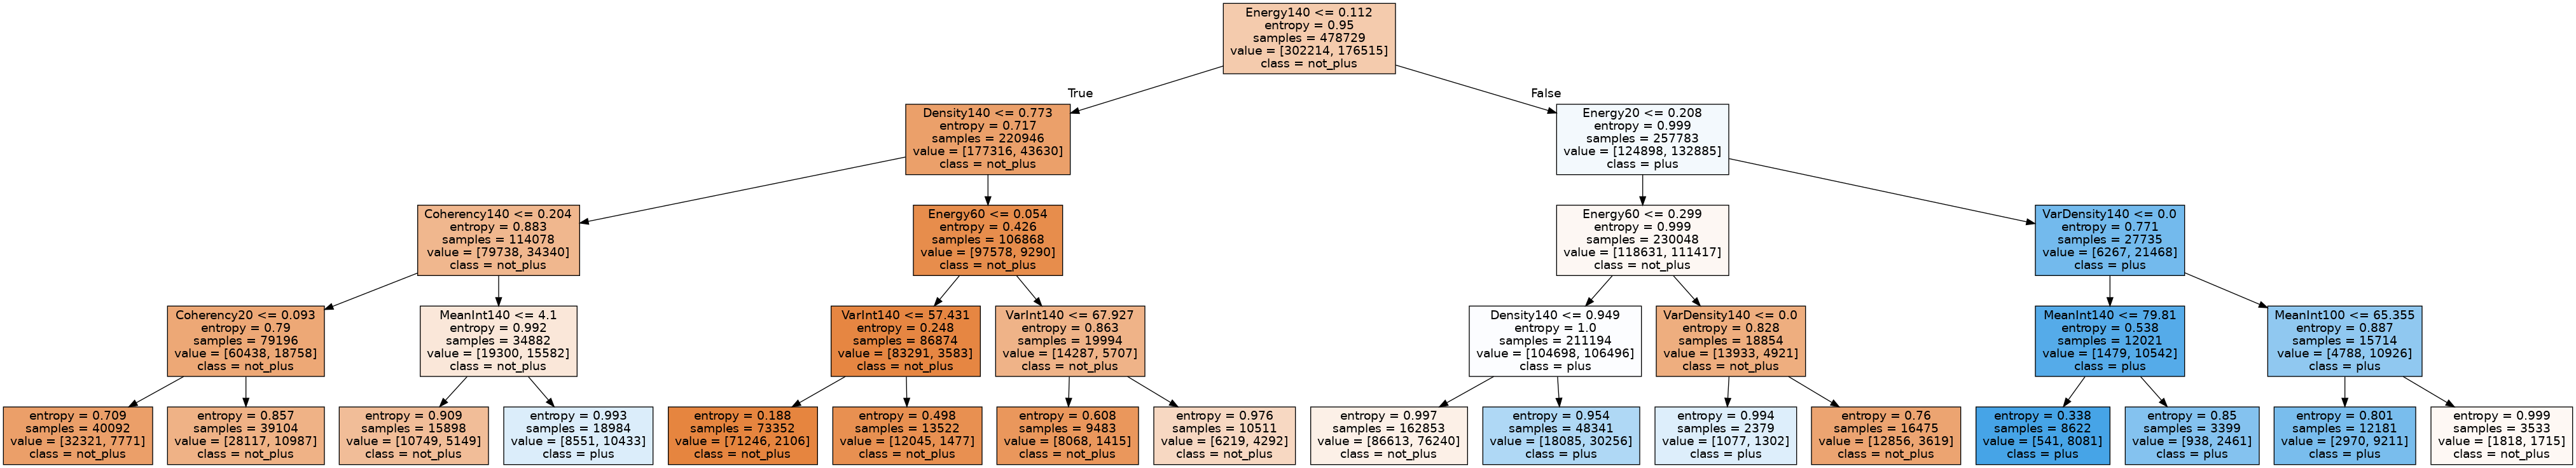 Energy140 <= 0.112
entropy = 0.95
samples = 478729
value = [302214, 176515]
class = not_plus
True
False
Density140 <= 0.773
entropy = 0.717
samples = 220946
value = [177316, 43630]
class = not_plus
Energy20 <= 0.208
entropy = 0.999
samples = 257783
value = [124898, 132885]
class = plus
Coherency140 <= 0.204
entropy = 0.883
samples = 114078
value = [79738, 34340]
class = not_plus
Energy60 <= 0.054
entropy = 0.426
samples = 106868
value = [97578, 9290]
class = not_plus
Energy60 <= 0.299
entropy = 0.999
samples = 230048
value = [118631, 111417]
class = not_plus
VarDensity140 <= 0.0
entropy = 0.771
samples = 27735
value = [6267, 21468]
class = plus
Coherency20 <= 0.093
entropy = 0.79
samples = 79196
value = [60438, 18758]
class = not_plus
MeanInt140 <= 4.1
entropy = 0.992
samples = 34882
value = [19300, 15582]
class = not_plus
VarInt140 <= 57.431
entropy = 0.248
samples = 86874
value = [83291, 3583]
class = not_plus
VarInt140 <= 67.927
entropy = 0.863
samples = 19994
value = [14287, 5707]
class = not_plus
Density140 <= 0.949
entropy = 1.0
samples = 211194
value = [104698, 106496]
class = plus
VarDensity140 <= 0.0
entropy = 0.828
samples = 18854
value = [13933, 4921]
class = not_plus
MeanInt140 <= 79.81
entropy = 0.538
samples = 12021
value = [1479, 10542]
class = plus
MeanInt100 <= 65.355
entropy = 0.887
samples = 15714
value = [4788, 10926]
class = plus
entropy = 0.709
samples = 40092
value = [32321, 7771]
class = not_plus
entropy = 0.857
samples = 39104
value = [28117, 10987]
class = not_plus
entropy = 0.909
samples = 15898
value = [10749, 5149]
class = not_plus
entropy = 0.993
samples = 18984
value = [8551, 10433]
class = plus
entropy = 0.188
samples = 73352
value = [71246, 2106]
class = not_plus
entropy = 0.498
samples = 13522
value = [12045, 1477]
class = not_plus
entropy = 0.608
samples = 9483
value = [8068, 1415]
class = not_plus
entropy = 0.976
samples = 10511
value = [6219, 4292]
class = not_plus
entropy = 0.997
samples = 162853
value = [86613, 76240]
class = not_plus
entropy = 0.954
samples = 48341
value = [18085, 30256]
class = plus
entropy = 0.994
samples = 2379
value = [1077, 1302]
class = plus
entropy = 0.76
samples = 16475
value = [12856, 3619]
class = not_plus
entropy = 0.338
samples = 8622
value = [541, 8081]
class = plus
entropy = 0.85
samples = 3399
value = [938, 2461]
class = plus
entropy = 0.801
samples = 12181
value = [2970, 9211]
class = plus
entropy = 0.999
samples = 3533
value = [1818, 1715]
class = not_plus